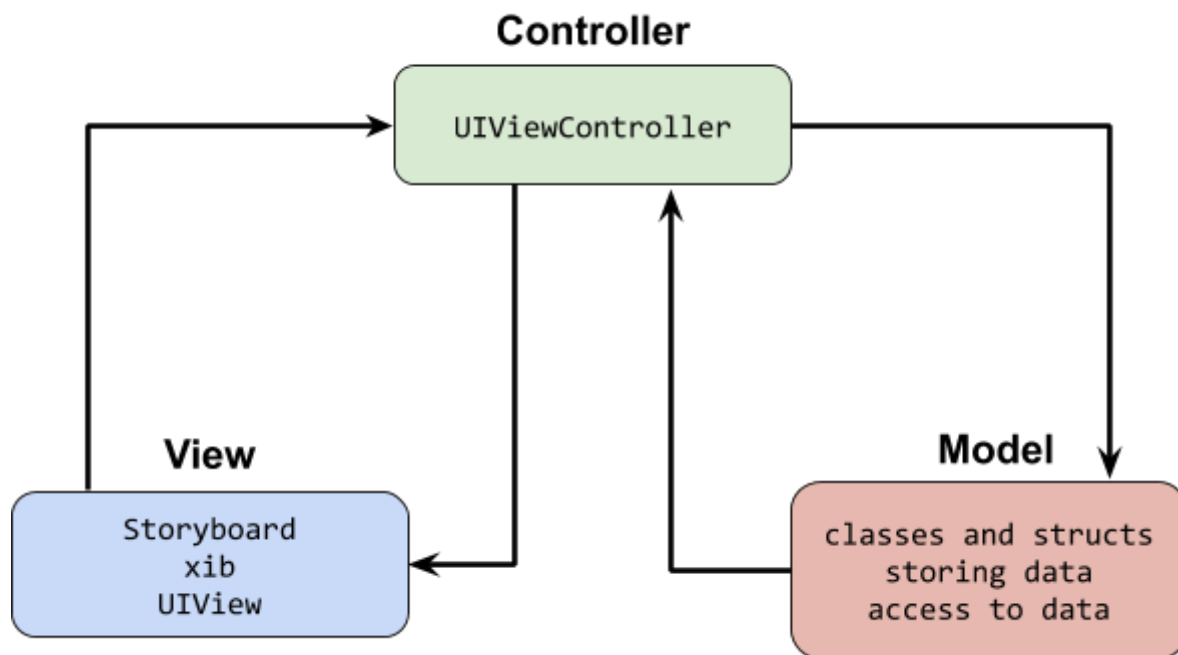 Controller
UIViewController
View
Storyboard
xib
UIView
Model
classes and structs
storing data
access to data